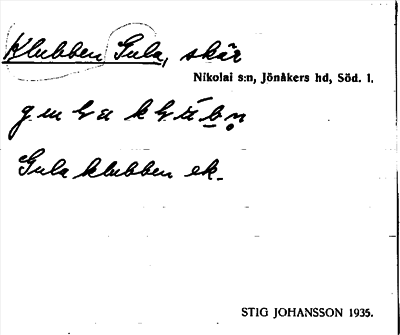 Klubben Gula, skär
Nikolai s:n, Jönåkers hd, Söd. l.
Gula klubben ek.
STIG JOHANSSON 1935.